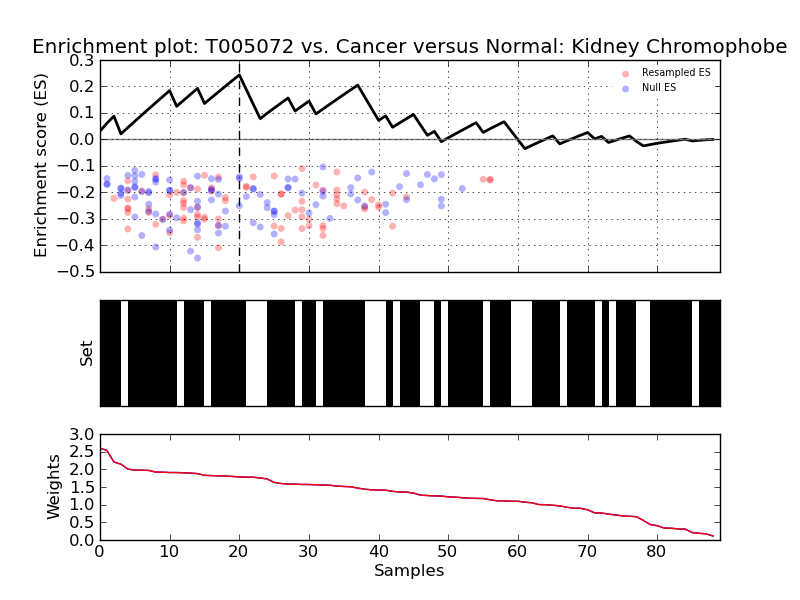 Enrichment plot: T005072 vs. Cancer versus Normal: Kidney Chromophobe
Enrichment score (ES)
0.3
0.2
0.1
0.0
−0.1
−0.2
−0.3
−0.4
−0.5
Resampled ES
Null ES
Set
Weights
3.0
2.5
2.0
1.5
1.0
0.5
0.0
0 10 20 30 40 50 60 70 80
Samples